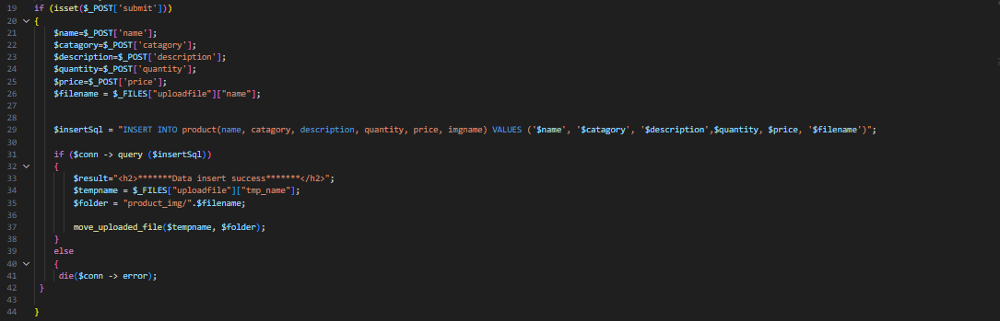 19 if (isset($_POST['submit']))
20 {
21 $name=$_POST['name'];
22 $catagory=$_POST['catagory'];
23 $description=$_POST['description'];
24 $quantity=$_POST['quantity'];
25 $price=$_POST['price'];
26 $filename = $_FILES["uploadfile"]["name"];
27
28
29 $insertSql = "INSERT INTO product(name, catagory, description, quantity, price, imgname) VALUES ('$name', '$catagory', '$description',$quantity, $price, '$filename')";
30
31 if ($conn -> query ($insertSql))
32 {
33 $result="<h2>*******Data insert success*******</h2>";
34 $tempname = $_FILES["uploadfile"]["tmp_name"];
35 $folder = "product_img/".$filename;
36
37 move_uploaded_file($tempname, $folder);
38 }
39 else
40 {
41 die($conn -> error);
42 }
43
44 }